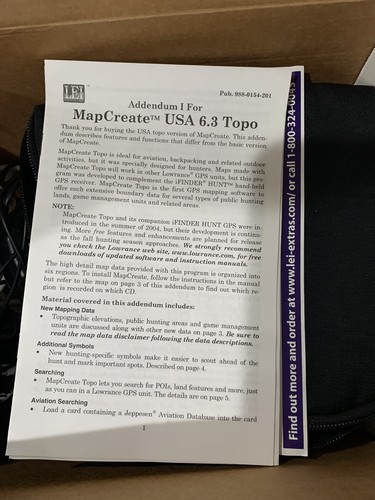 LEI™
Pub. 988-0154-201
Addendum I For
MapCreate™ USA 6.3 Topo
Thank you for buying the USA topo version of MapCreate. This adden-
dum describes features and functions that differ from the basic version
of MapCreate.
MapCreate Topo is ideal for aviation, backpacking and related outdoor
activities, but it was specially designed for hunters. Maps made with
MapCreate Topo will work in other Lowrance® GPS units, but this pro-
gram was developed to complement the iFINDER® HUNT™ hand-held
GPS receiver. MapCreate Topo is the first GPS mapping software to
offer such extensive boundary data for several types of public hunting
lands, game management units and related areas.
NOTE:
MapCreate Topo and its companion iFINDER HUNT GPS were in-
troduced in the summer of 2004, but their development is continu-
ing. More free features and enhancements are planned for release
as the fall hunting season approaches. We strongly recommend
you check the Lowrance web site, www.lowrance.com, for free
downloads of updated software and instruction manuals.
The high detail map data provided with this program is organized into
six regions. To install MapCreate, follow the instructions in the manual
but refer to the map on page 3 of this addendum to find out which re-
gion is recorded on which CD.
Material covered in this addendum includes:
New Mapping Data
• Topographic elevations, public hunting areas and game management
units are discussed along with other new data on page 3. Be sure to
read the map data disclaimer following the data descriptions.
Additional Symbols
• New hunting-specific symbols make it easier to scout ahead of the
hunt and mark important spots. Described on page 4.
Searching
• MapCreate Topo lets you search for POIs, land features and more, just
as you can in a Lowrance GPS unit. The details are on page 5.
Aviation Searching
• Load a card containing a Jeppesen® Aviation Database into the card
1
Find out more and order at www.lei-extras.com/ or call 1-800-324-0045